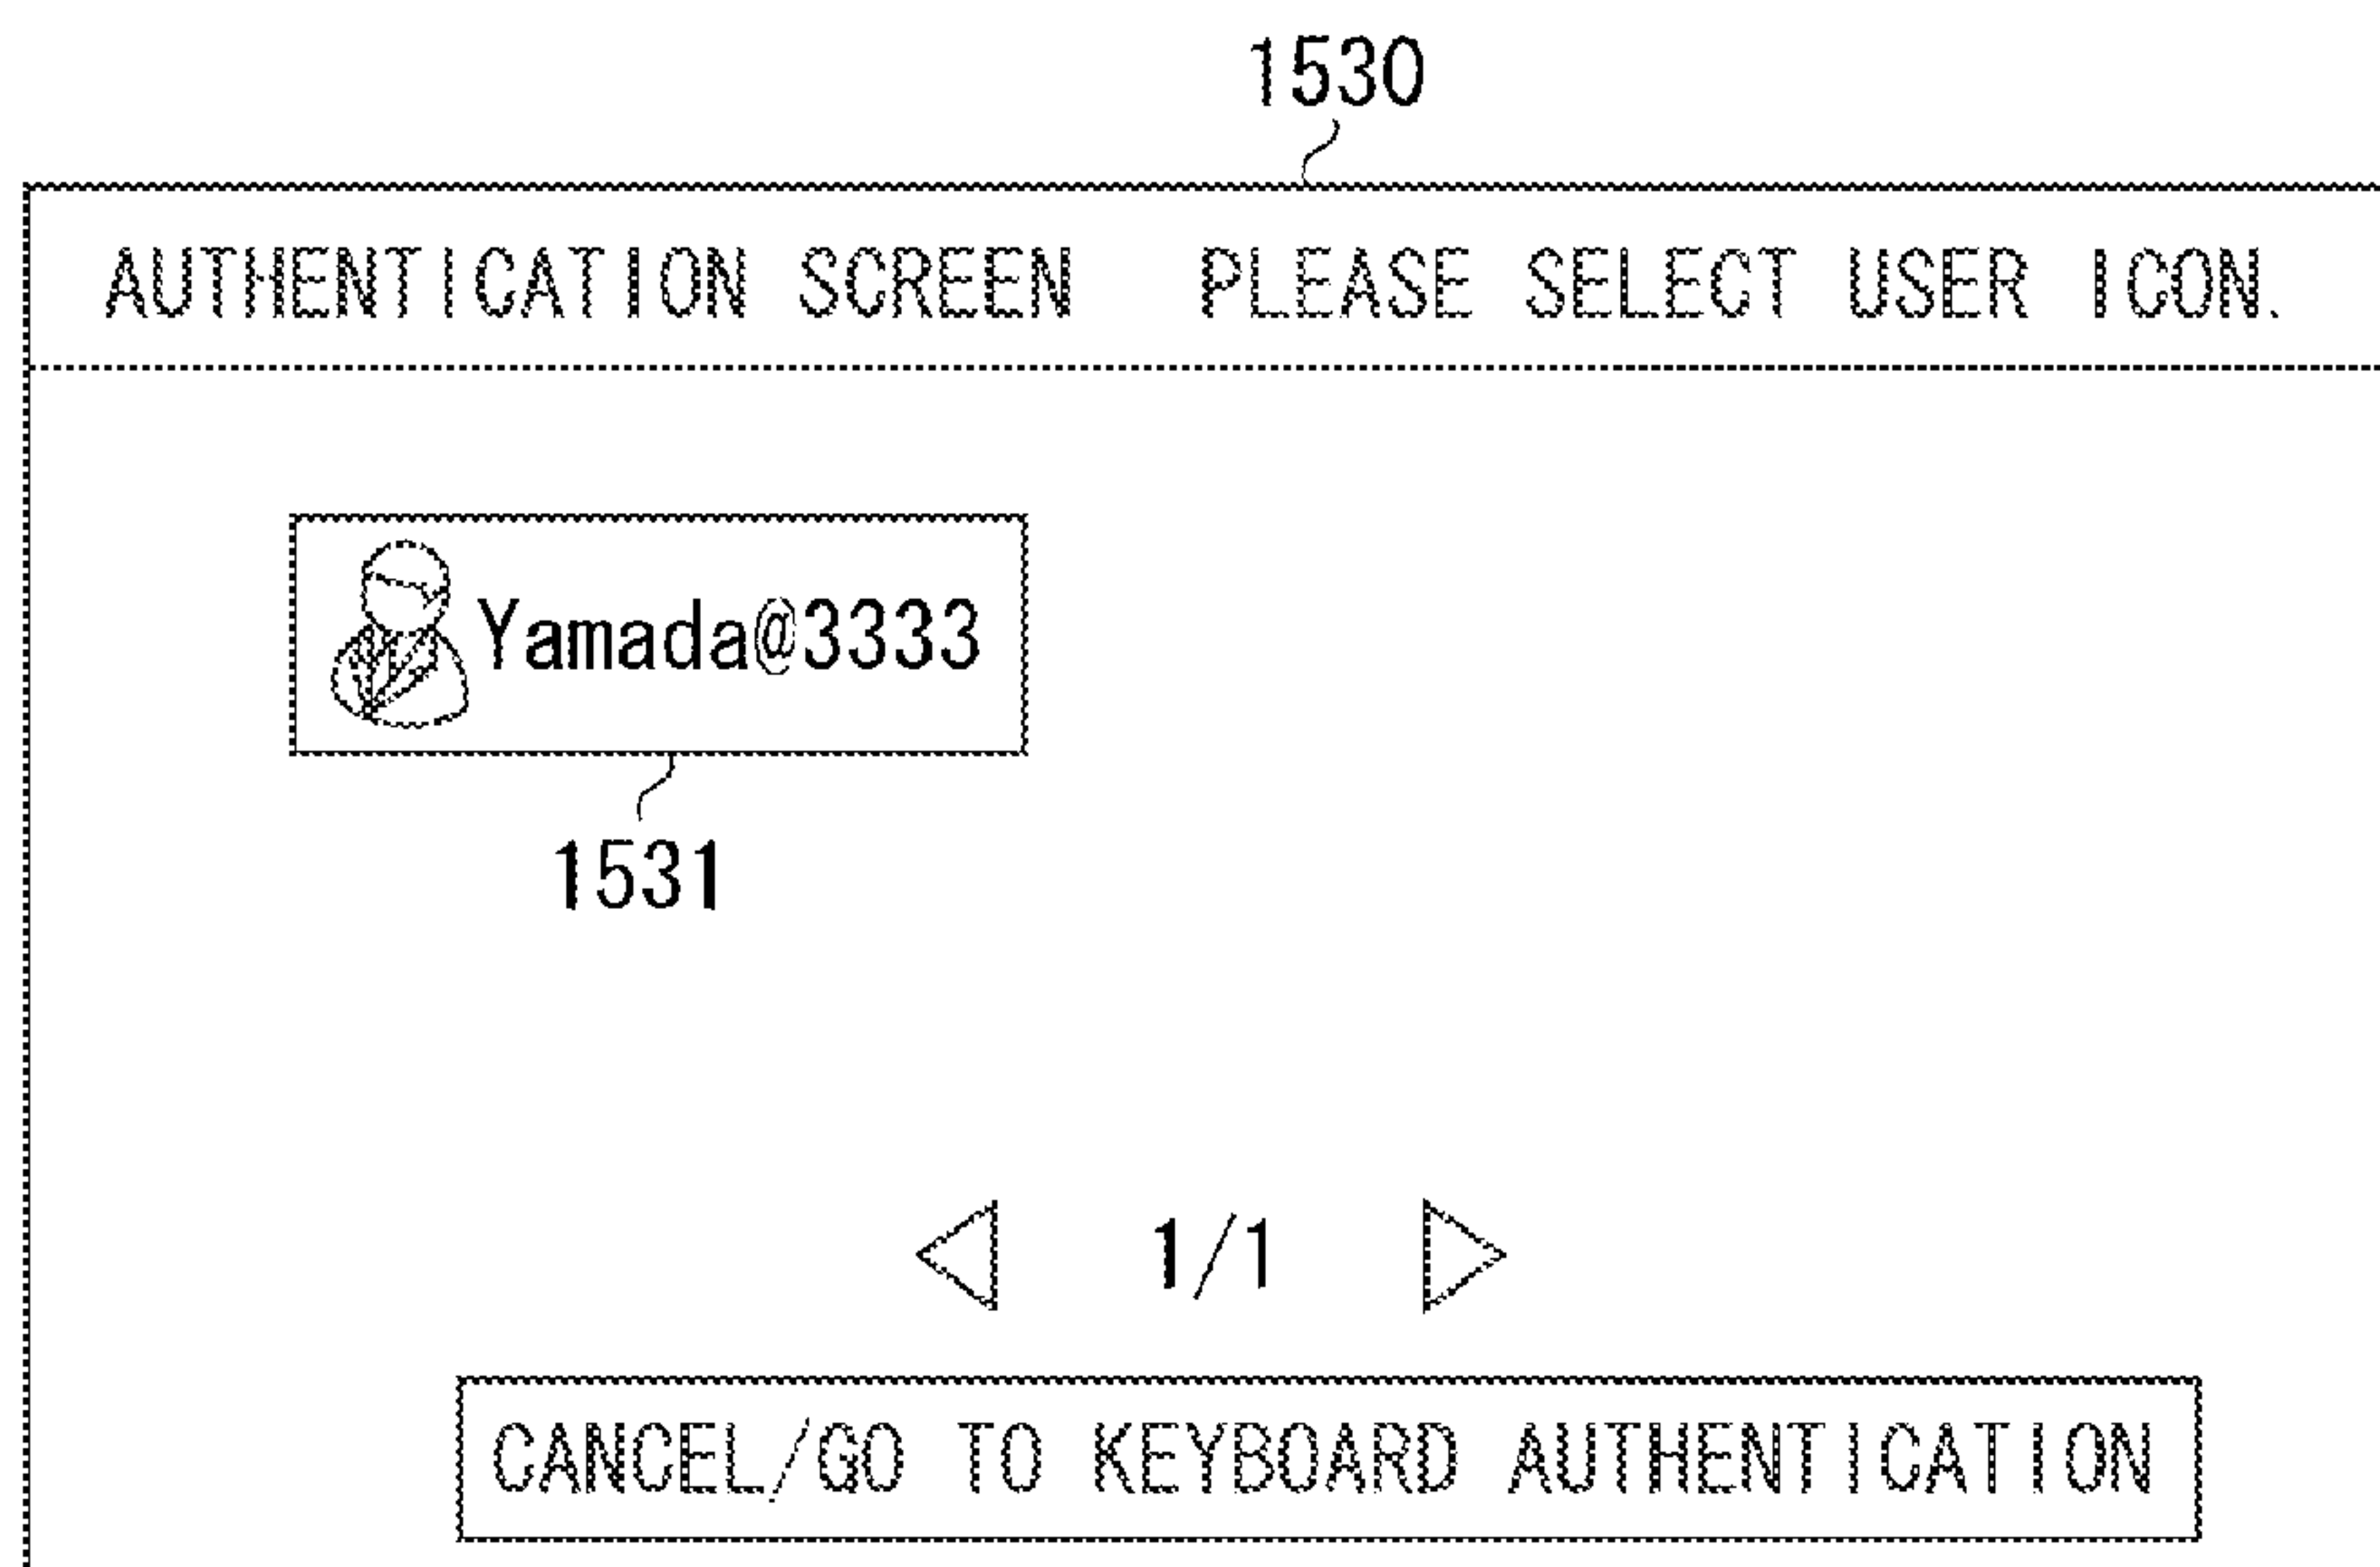 1530
AUTHENTICATION SCREEN PLEASE SELECT USER ICON.
Yamada@3333
1531
1/1
CANCEL/GO TO KEYBOARD AUTHENTICATION